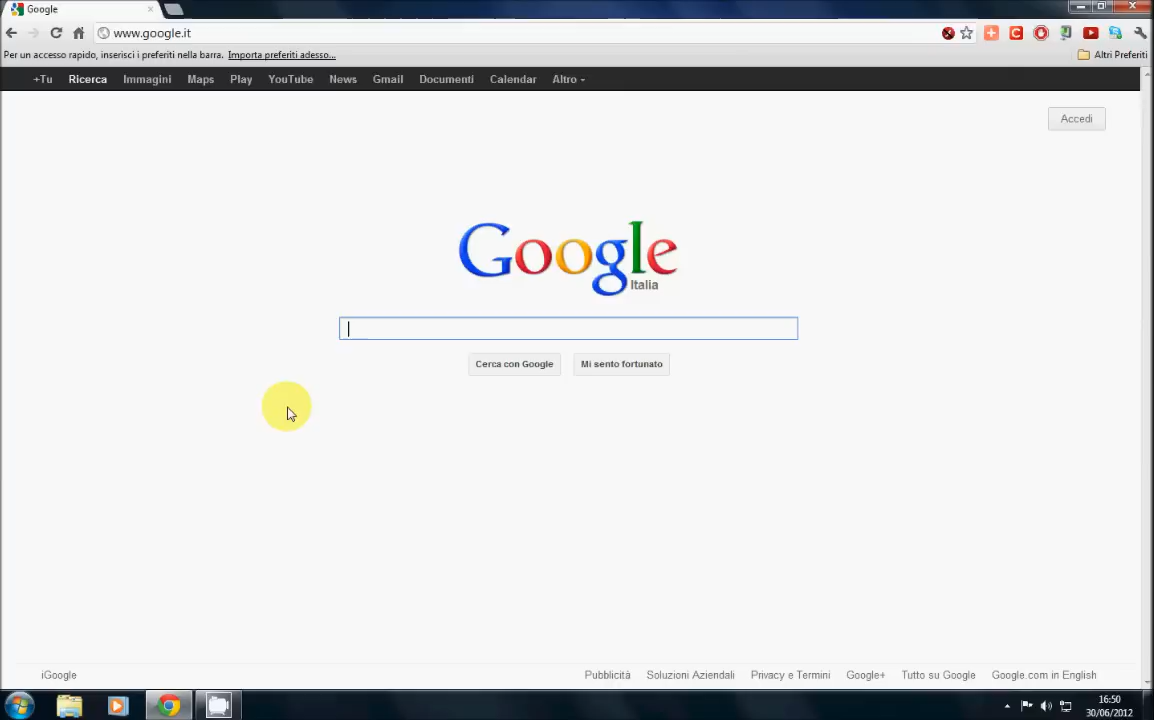 Google
www.google.it
Per un accesso rapido, inserisci i preferiti nella barra. Importa preferiti adesso...
Altri Preferiti
+Tu Ricerca Immagini Maps Play YouTube News Gmail Documenti Calendar Altro
Accedi
Google
Italia
Cerca con Google Mi sento fortunato
iGoogle Pubblicità Soluzioni Aziendali Privacy e Termini Google+ Tutto su Google Google.com in English
16:50
30/06/2012